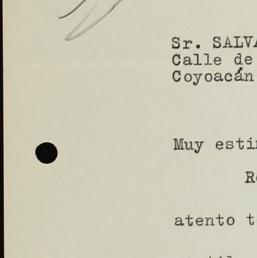 Sr. SALVA
Calle de
Coyoacán
Muy esti
R
atento t